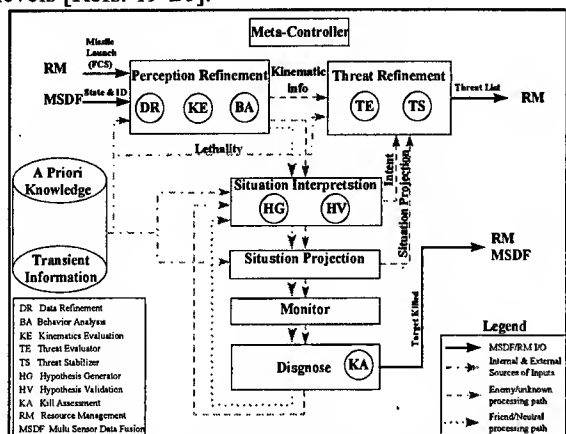 Meta-Controller
Missile
Launch
(FCS)
RM
Perception Refinement
Kinematic
info
Threat Refinement
Threat List
RM
MSDF
State & ID
DR
KE
BA
TE
TS
Lethality
A Priori
Knowledge
Situation Interpretstion
HG
HV
Intent
Situation Projection
Transient
Information
Situstion Projection
RM
MSDF
Monitor
Target Killed
Disgnose
KA
DR Data Refinement
BA Behavior Analysis
KE Kinematics Evaluation
TE Threat Evaluator
TS Threat Stabilizer
HG Hypothesis Generator
HV Hypothesis Validation
KA Kill Assessment
RM Resource Management
MSDF Multi Sensor Data Fusion
Legend
MSDF/RM I/O
Internal & External
Sources of Inputs
Enemy/unknown
processing path
Friend/Neutral
processing path